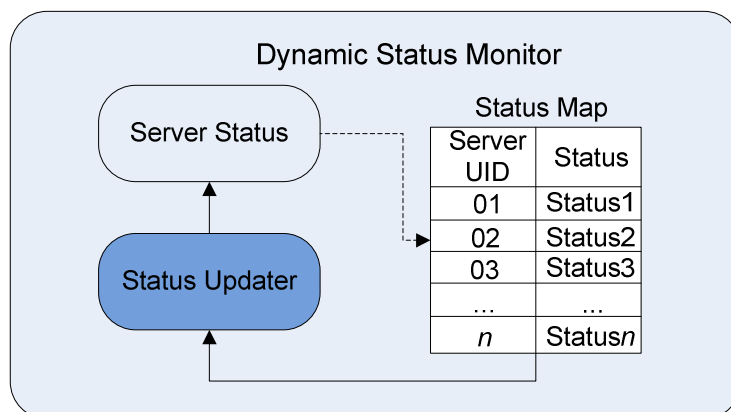 Dynamic Status Monitor
Server Status
Status Updater
Status Map
Server UID Status
01 Status1
02 Status2
03 Status3
... ...
n Statusn